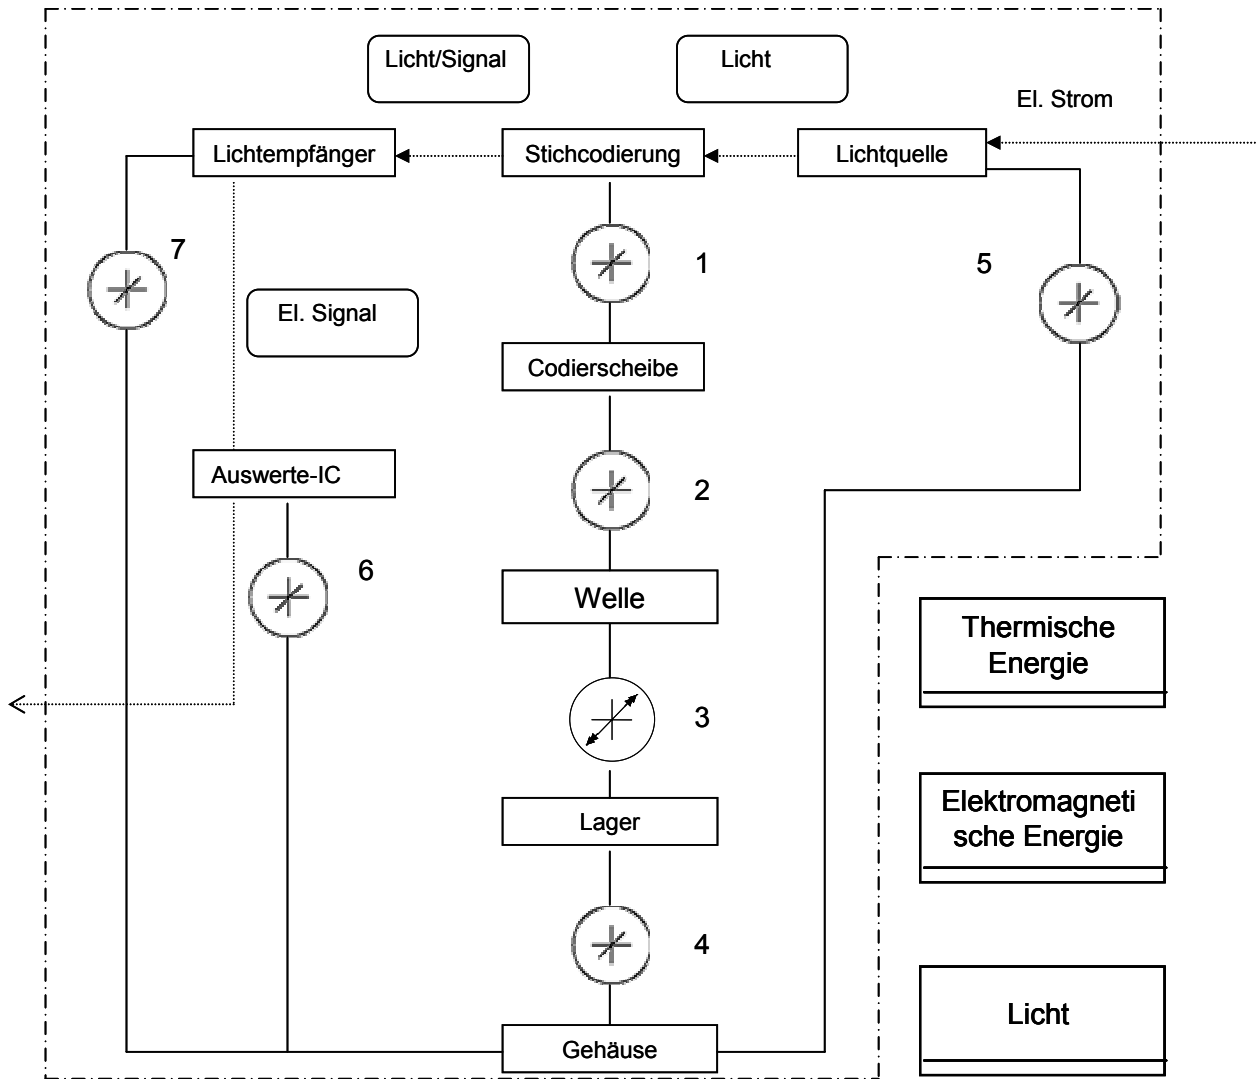 Licht/Signal
Licht
El. Strom
Lichtempfänger
Stichcodierung
Lichtquelle
7
1
5
El. Signal
Codierscheibe
Auswerte-IC
2
6
Welle
Thermische
Energie
3
Elektromagneti
sche Energie
Lager
4
Licht
Gehäuse